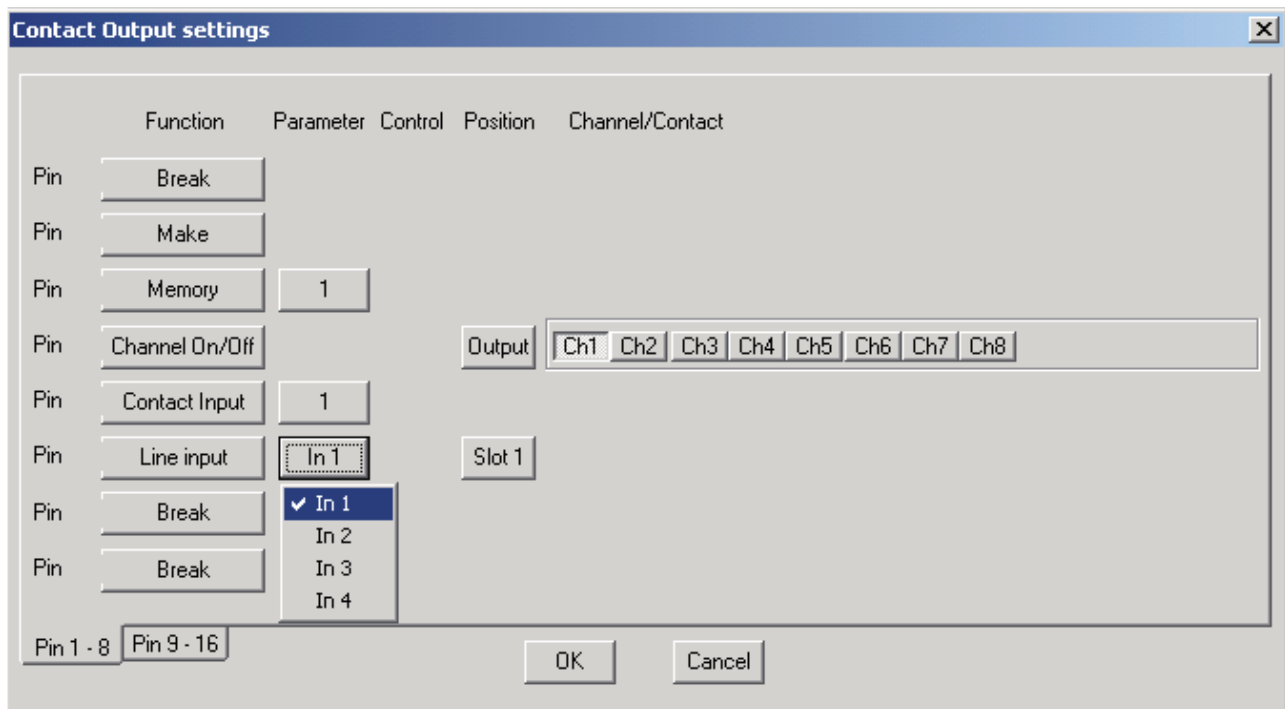 Contact Output settings
Function Parameter Control Position Channel/Contact
Pin Break
Pin Make
Pin Memory 1
Pin Channel On/Off Output Ch1 Ch2 Ch3 Ch4 Ch5 Ch6 Ch7 Ch8
Pin Contact Input 1
Pin Line input In 1 Slot 1
Pin Break
Pin Break
In 1
In 2
In 3
In 4
Pin 1 - 8 Pin 9 - 16
OK Cancel